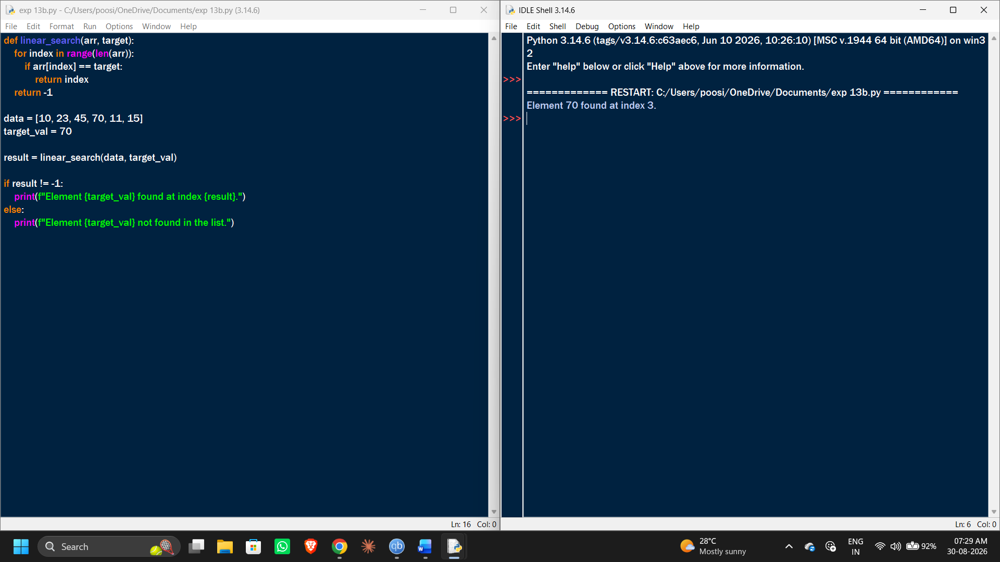 exp 13b.py - C:/Users/poosi/OneDrive/Documents/exp 13b.py (3.14.6)
File Edit Format Run Options Window Help
def linear_search(arr, target):
    for index in range(len(arr)):
        if arr[index] == target:
            return index
    return -1

data = [10, 23, 45, 70, 11, 15]
target_val = 70

result = linear_search(data, target_val)

if result != -1:
    print(f"Element {target_val} found at index {result}.")
else:
    print(f"Element {target_val} not found in the list.")
Ln: 16 Col: 0
IDLE Shell 3.14.6
File Edit Shell Debug Options Window Help
Python 3.14.6 (tags/v3.14.6:c63aec6, Jun 10 2026, 10:26:10) [MSC v.1944 64 bit (AMD64)] on win3
2
Enter "help" below or click "Help" above for more information.
>>>
============= RESTART: C:/Users/poosi/OneDrive/Documents/exp 13b.py ============
Element 70 found at index 3.
>>>
Ln: 6 Col: 0
Search
qb
W
28°C
Mostly sunny
ENG
IN
92%
07:29 AM
30-08-2026